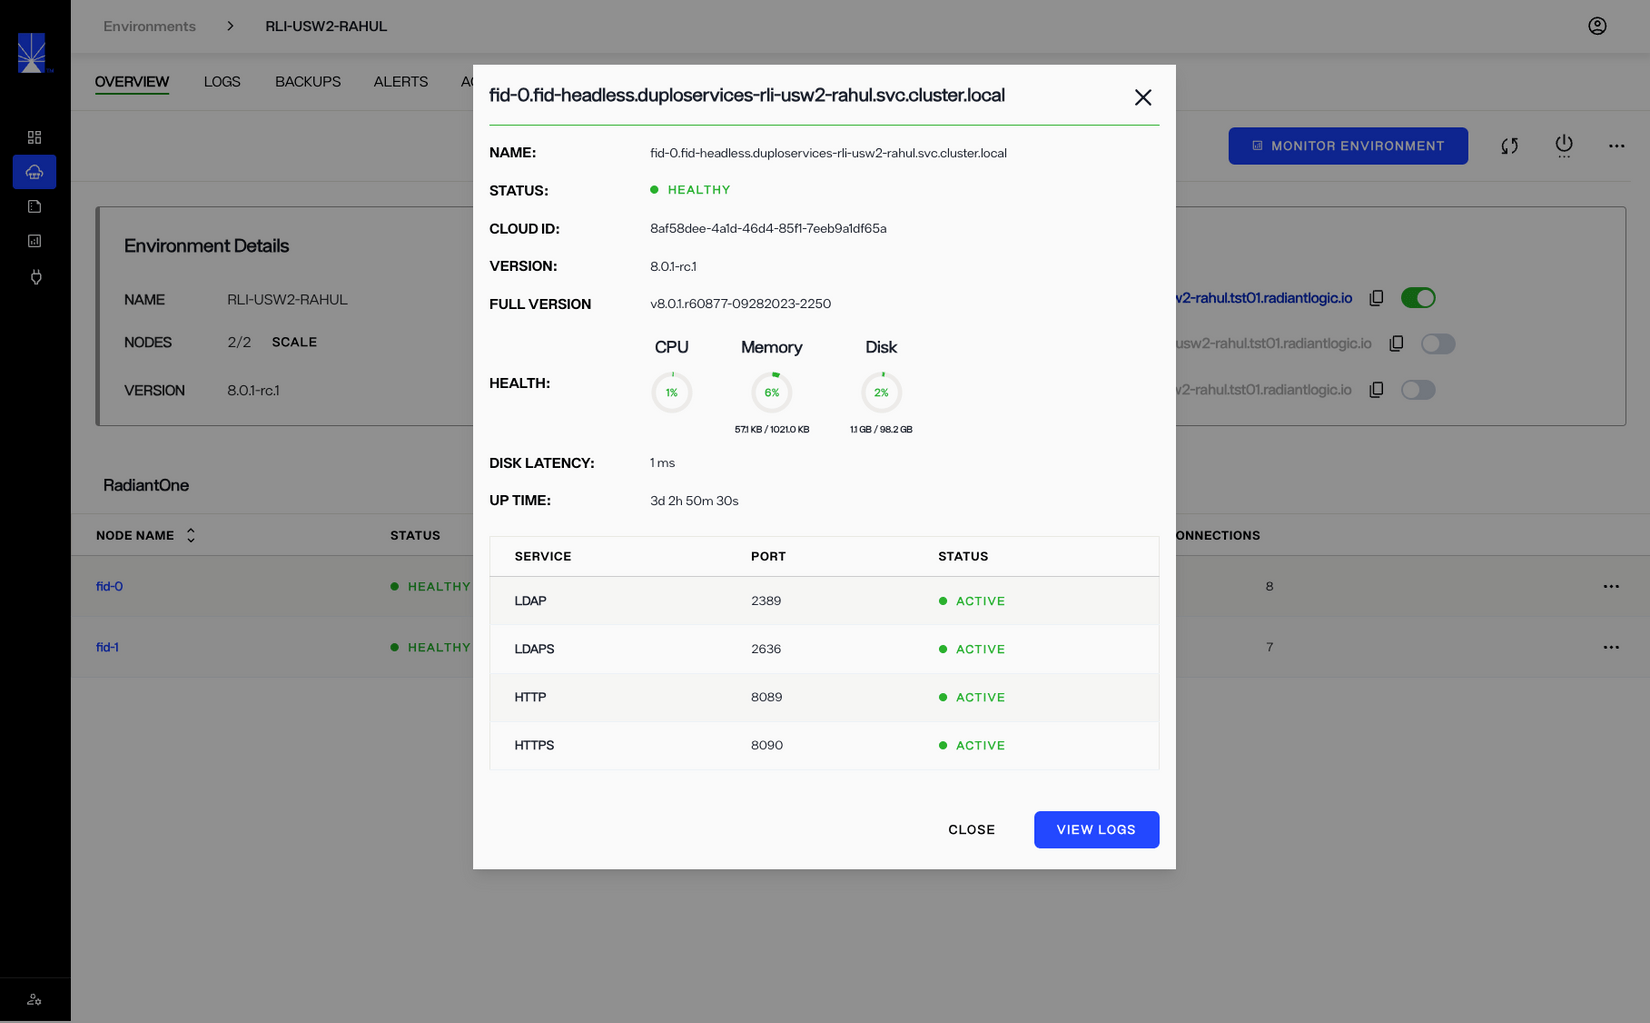 Environments > RLI-USW2-RAHUL
OVERVIEW LOGS BACKUPS ALERTS
MONITOR ENVIRONMENT
Environment Details
NAME RLI-USW2-RAHUL
NODES 2/2 SCALE
VERSION 8.0.1-rc.1
w2-rahul.tst01.radiantlogic.io
usw2-rahul.tst01.radiantlogic.io
w2-rahul.tst01.radiantlogic.io
RadiantOne
NODE NAME STATUS ONNECTIONS
fid-0 HEALTHY 8
fid-1 HEALTHY 7
fid-0.fid-headless.duploservices-rli-usw2-rahul.svc.cluster.local
NAME: fid-0.fid-headless.duploservices-rli-usw2-rahul.svc.cluster.local
STATUS: HEALTHY
CLOUD ID: 8af58dee-4a1d-46d4-85f1-7eeb9a1df65a
VERSION: 8.0.1-rc.1
FULL VERSION v8.0.1.r60877-09282023-2250
CPU Memory Disk
HEALTH: 1% 6% 2%
57.1 KB / 1021.0 KB 1.1 GB / 98.2 GB
DISK LATENCY: 1 ms
UP TIME: 3d 2h 50m 30s
SERVICE PORT STATUS
LDAP 2389 ACTIVE
LDAPS 2636 ACTIVE
HTTP 8089 ACTIVE
HTTPS 8090 ACTIVE
CLOSE VIEW LOGS